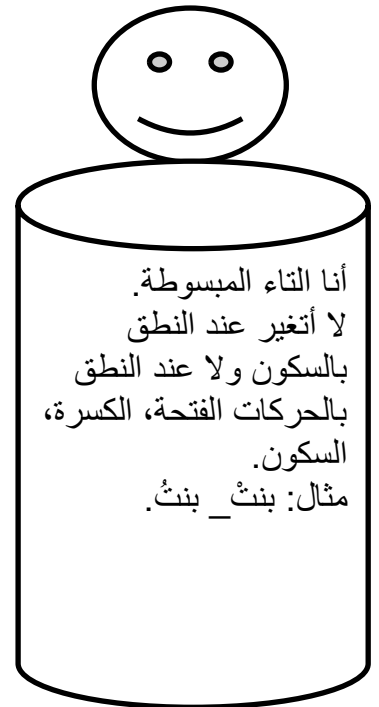 أنا التاء المبسوطة.
لا أتغير عند النطق
بالسكون ولا عند النطق
بالحركات الفتحة، الكسرة،
السكون.
مثال: بنتْ_ بنتُ.